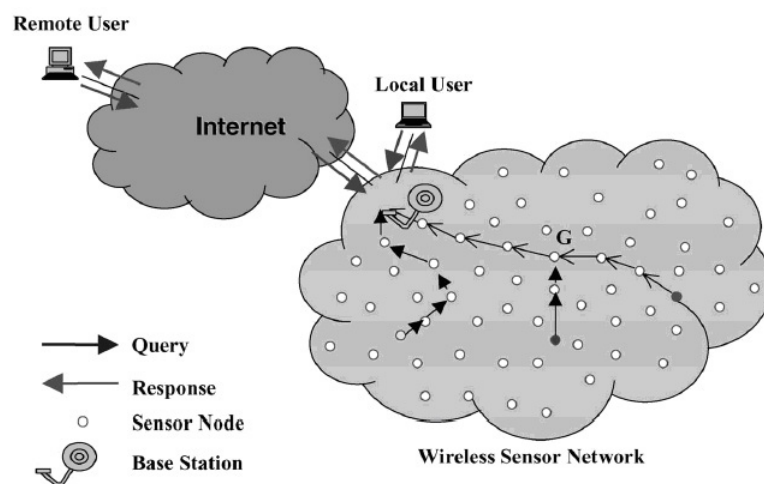 Remote User
Local User
Internet
G
Query
Response
Sensor Node
Base Station
Wireless Sensor Network